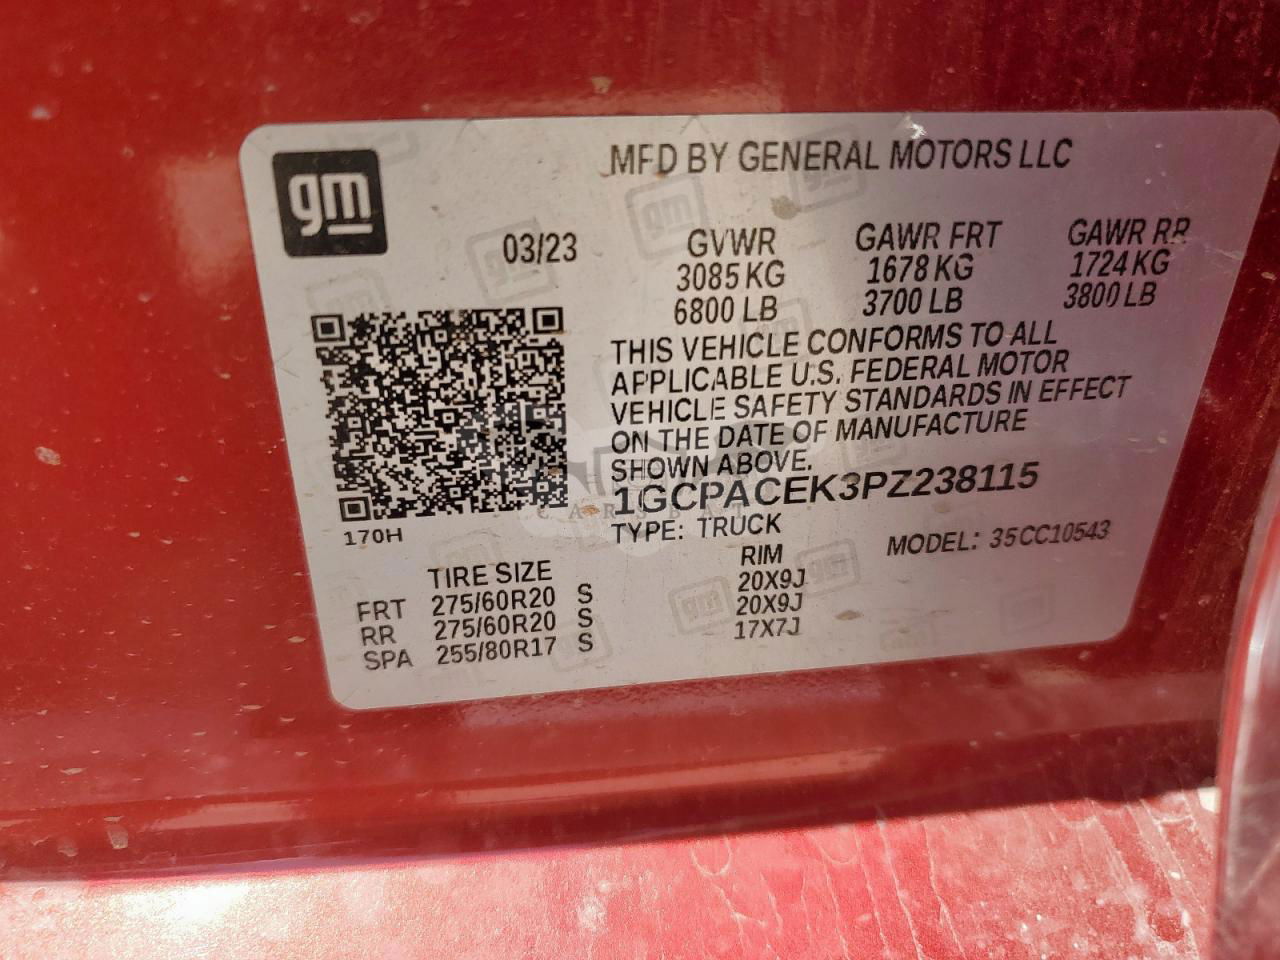 gm
MFD BY GENERAL MOTORS LLC
03/23
GVWR GAWR FRT GAWR RR
3085 KG 1678 KG 1724 KG
6800 LB 3700 LB 3800 LB
THIS VEHICLE CONFORMS TO ALL
APPLICABLE U.S. FEDERAL MOTOR
VEHICLE SAFETY STANDARDS IN EFFECT
ON THE DATE OF MANUFACTURE
SHOWN ABOVE.
1GCPACEK3PZ238115
170H
TYPE: TRUCK MODEL: 35CC10543
TIRE SIZE RIM
FRT 275/60R20 S 20X9J
RR 275/60R20 S 20X9J
SPA 255/80R17 S 17X7J